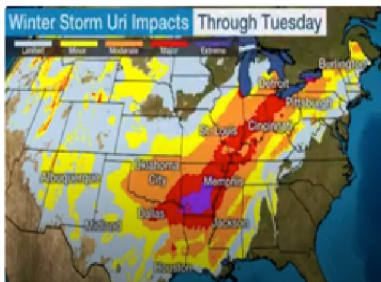 Winter Storm Uri Impacts Through Tuesday
Limited Minor Moderate Major Extreme
Burlington
Detroit
Pittsburgh
St. Louis Cincinnati
Oklahoma
City
Albuquerque Memphis
Dallas
Midland Jackson
Houston